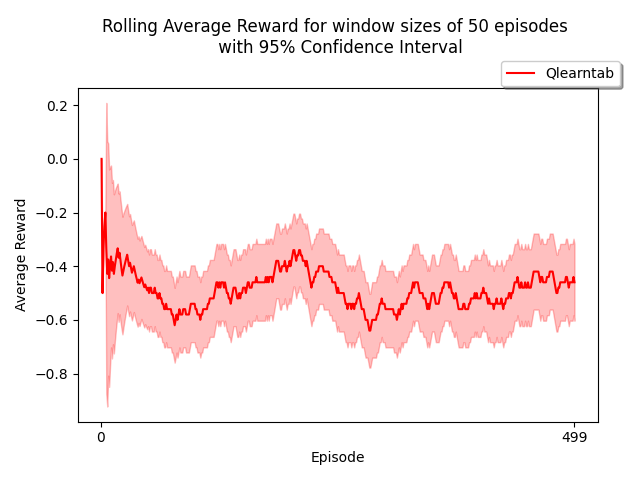 Rolling Average Reward for window sizes of 50 episodes
with 95% Confidence Interval
Qlearntab
0.2
0.0
−0.2
−0.4
−0.6
−0.8
Average Reward
0
499
Episode